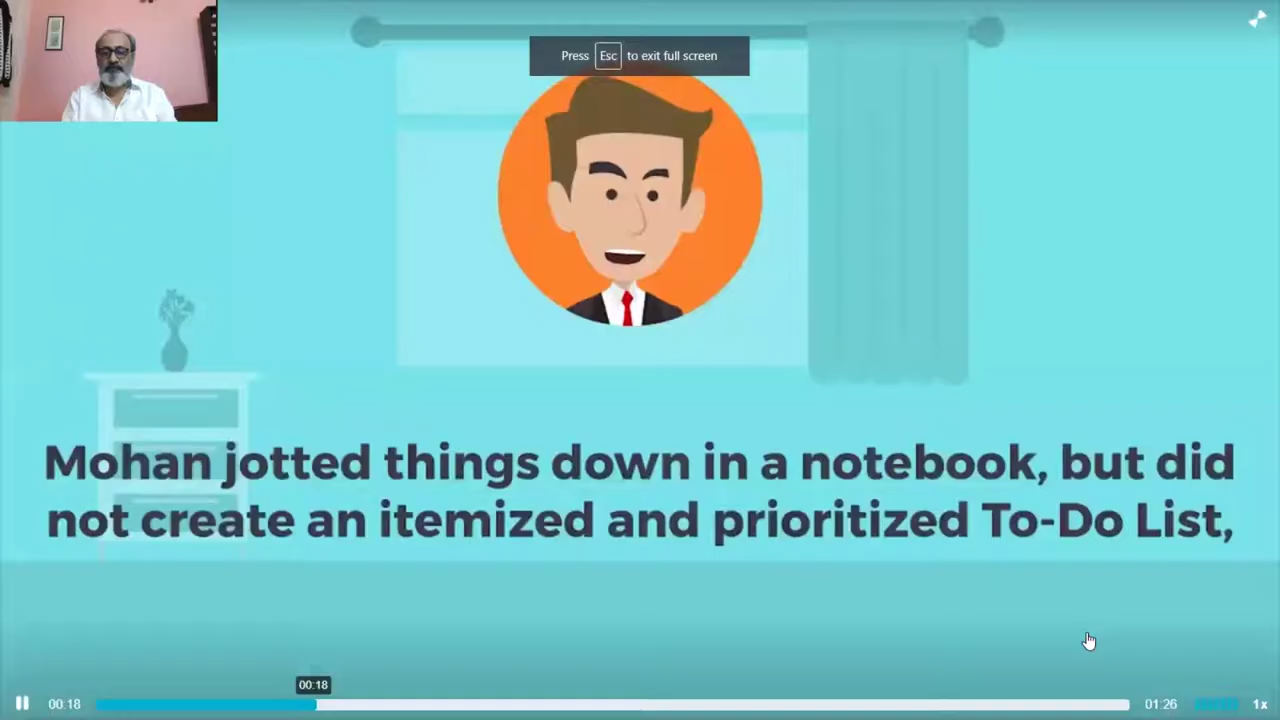 Press Esc to exit full screen
Mohan jotted things down in a notebook, but did
not create an itemized and prioritized To-Do List,
00:18
00:18
01:26
1x